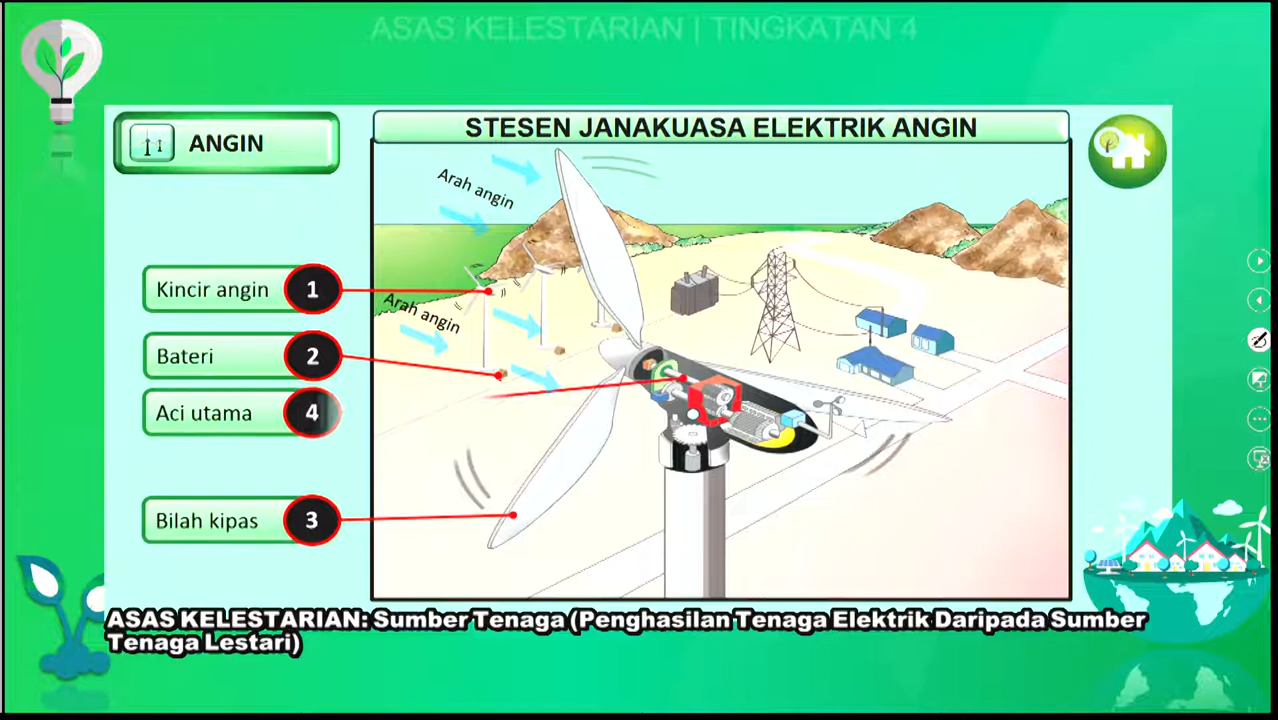 ASAS KELESTARIAN | TINGKATAN 4
ANGIN
STESEN JANAKUASA ELEKTRIK ANGIN
Arah angin
Kincir angin 1
Arah angin
Bateri 2
Aci utama 4
Bilah kipas 3
ASAS KELESTARIAN: Sumber Tenaga (Penghasilan Tenaga Elektrik Daripada Sumber
Tenaga Lestari)